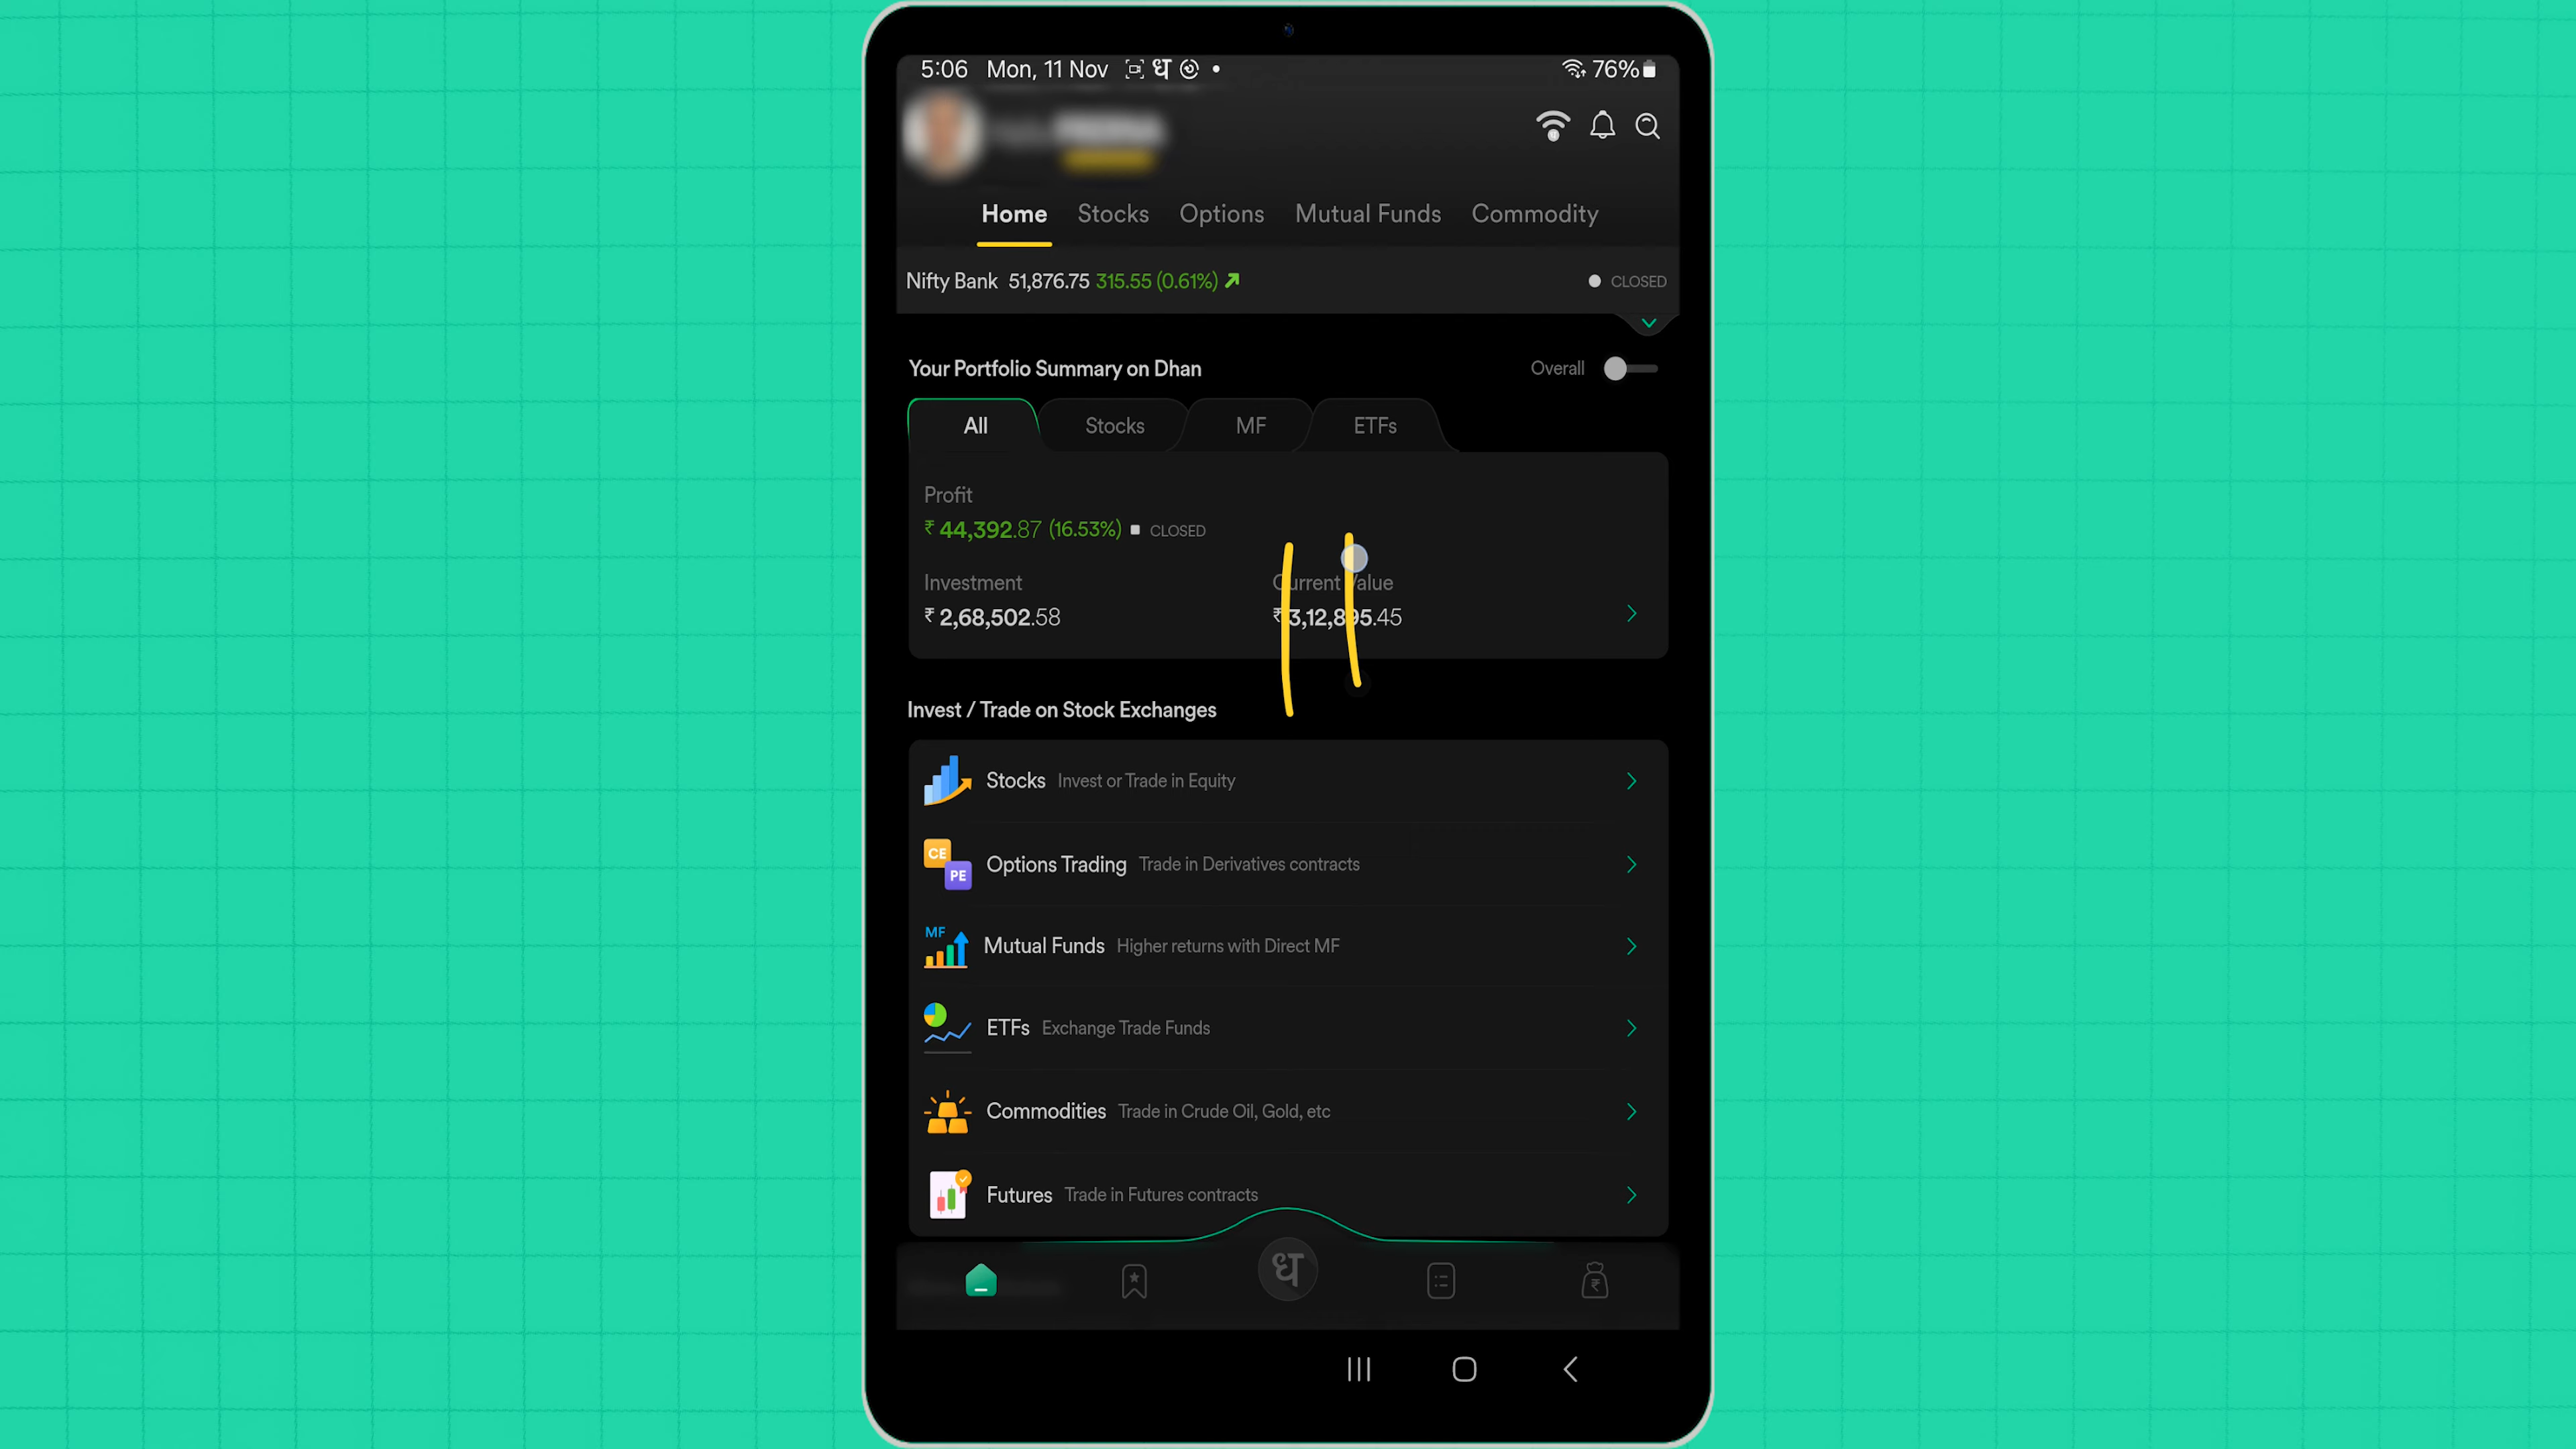 5:06 Mon, 11 Nov ध 76%
Home Stocks Options Mutual Funds Commodity
Nifty Bank 51,876.75 315.55 (0.61%) CLOSED
Your Portfolio Summary on Dhan Overall
All Stocks MF ETFs
Profit
₹ 44,392.87 (16.53%) CLOSED
Investment Current Value
₹ 2,68,502.58 ₹ 3,12,895.45
Invest / Trade on Stock Exchanges
Stocks Invest or Trade in Equity
CE
PE
Options Trading Trade in Derivatives contracts
MF
Mutual Funds Higher returns with Direct MF
ETFs Exchange Trade Funds
Commodities Trade in Crude Oil, Gold, etc
Futures Trade in Futures contracts
ध ₹